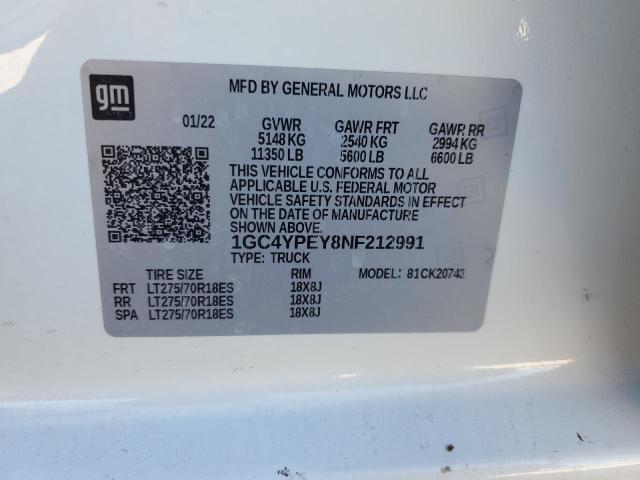 gm
MFD BY GENERAL MOTORS LLC
01/22 GVWR GAWR FRT GAWR RR
5148 KG 2540 KG 2994 KG
11350 LB 5600 LB 6600 LB
THIS VEHICLE CONFORMS TO ALL
APPLICABLE U.S. FEDERAL MOTOR
VEHICLE SAFETY STANDARDS IN EFFECT
ON THE DATE OF MANUFACTURE
SHOWN ABOVE.
1GC4YPEY8NF212991
TYPE: TRUCK
TIRE SIZE RIM MODEL: 81CK20743
FRT LT275/70R18ES 18X8J
RR LT275/70R18ES 18X8J
SPA LT275/70R18ES 18X8J